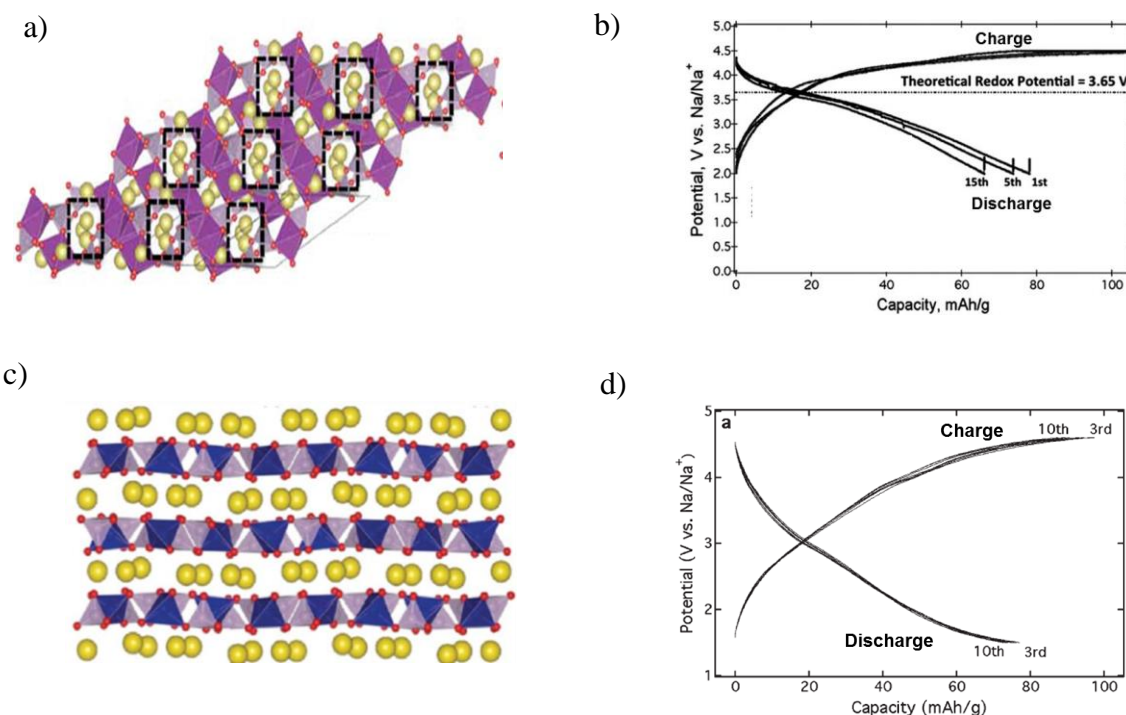 a)
b)
Potential, V vs. Na/Na+
4.5
4.0
3.5
3.0
2.5
2.0
1.5
1.0
0.5
0.0
Charge
Theoretical Redox Potential = 3.65 V
15th 5th 1st
Discharge
0 20 40 60 80 100
Capacity, mAh/g
c)
d)
a
Potential (V vs. Na/Na+)
5
4
3
2
1
Charge
10th 3rd
Discharge
10th 3rd
0 20 40 60 80 100
Capacity (mAh/g)